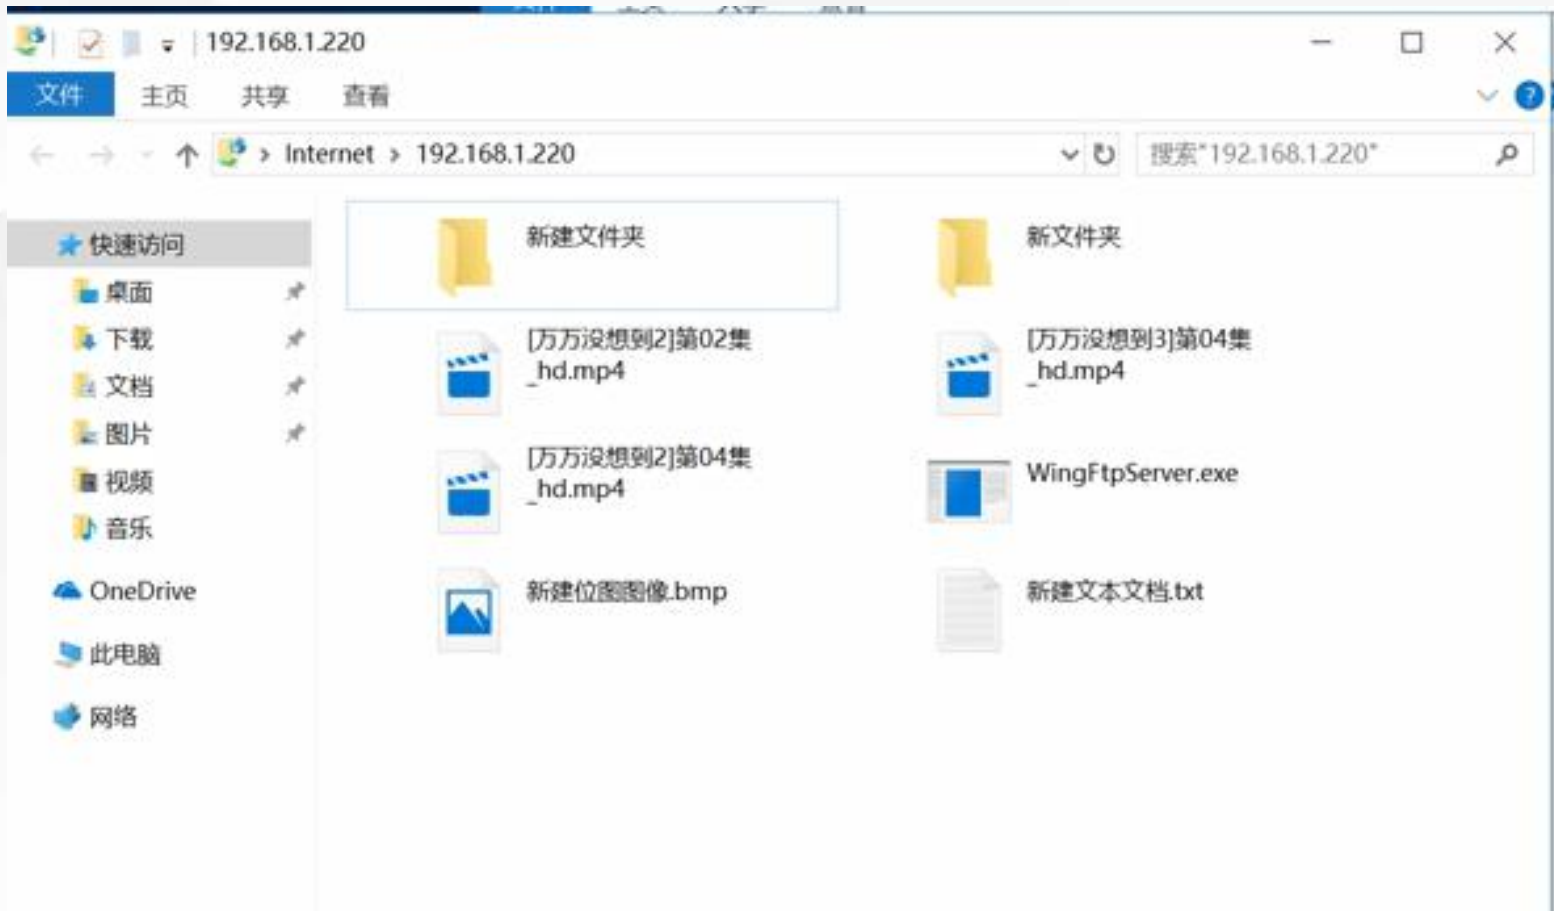 192.168.1.220
文件 主页 共享 查看
Internet 192.168.1.220 搜索"192.168.1.220"
快速访问
桌面
下载
文档
图片
视频
音乐
OneDrive
此电脑
网络
新建文件夹
新文件夹
[万万没想到2]第02集
_hd.mp4
[万万没想到3]第04集
_hd.mp4
[万万没想到2]第04集
_hd.mp4
WingFtpServer.exe
新建位图图像.bmp
新建文本文档.txt